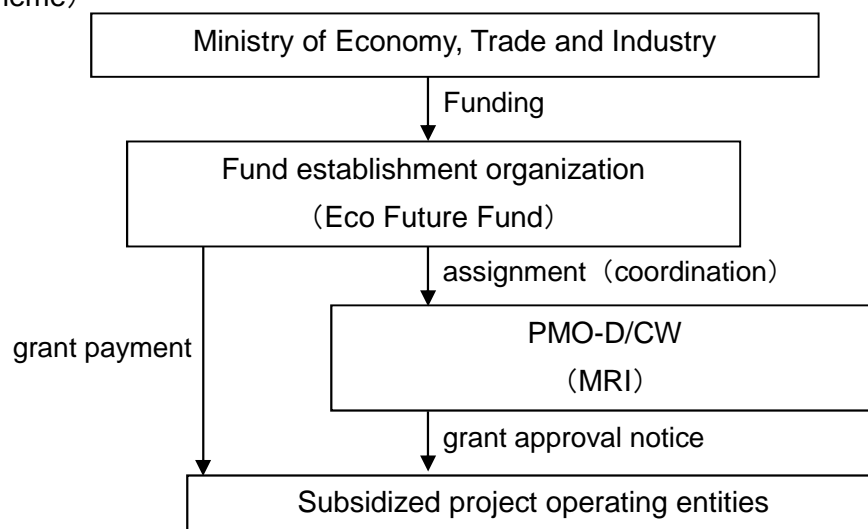 Ministry of Economy, Trade and Industry
Funding
Fund establishment organization
（Eco Future Fund）
assignment（coordination）
PMO-D/CW
（MRI）
grant payment
grant approval notice
Subsidized project operating entities